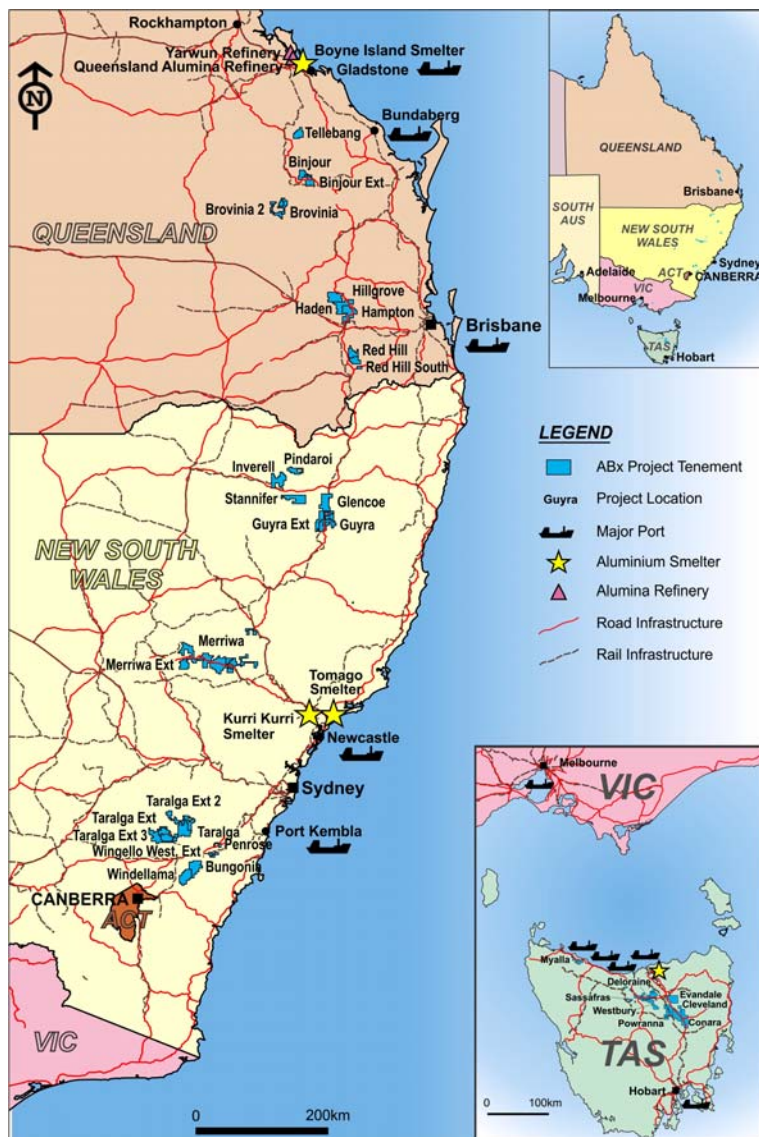 Rockhampton
Yarwun Refinery
Boyne Island Smelter
Queensland Alumina Refinery
Gladstone
N
Bundaberg
Tellebang
Binjour
Binjour Ext
Brovinia 2
Brovinia
QUEENSLAND
Hillgrove
Haden
Hampton
Brisbane
Red Hill
Red Hill South
Pindaroi
Inverell
Stannifer
Glencoe
Guyra Ext
Guyra
NEW SOUTH
WALES
Merriwa
Merriwa Ext
Tomago
Smelter
Kurri Kurri
Smelter
Newcastle
Sydney
Taralga Ext 2
Taralga Ext
Taralga Ext 3
Taralga
Port Kembla
Penrose
Wingello West, Ext
Bungonia
Windellama
CANBERRA
ACT
VIC
0 200km
QUEENSLAND
Brisbane
SOUTH
AUS
NEW SOUTH
WALES
Sydney
ACT
CANBERRA
Adelaide
VIC
Melbourne
TAS
Hobart
LEGEND
ABx Project Tenement
Guyra Project Location
Major Port
Aluminium Smelter
Alumina Refinery
Road Infrastructure
Rail Infrastructure
Melbourne
VIC
Myalla
Deloraine
Sassafras
Evandale
Cleveland
Westbury
Powranna
Conara
TAS
Hobart
0 100km